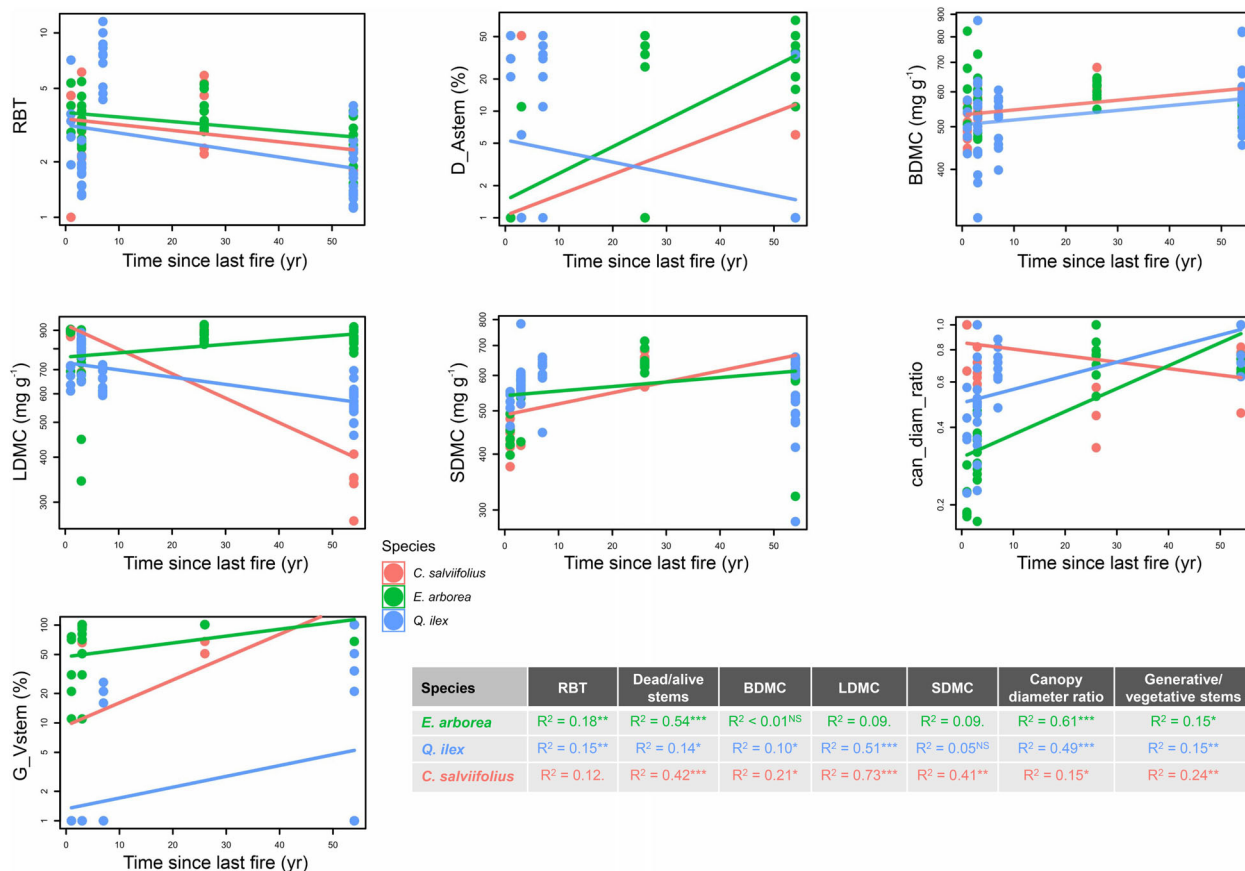 RBT
10
5
2
1
0 10 20 30 40 50
Time since last fire (yr)
D_Astem (%)
50
20
10
5
2
1
0 10 20 30 40 50
Time since last fire (yr)
BDMC (mg g⁻¹)
900
800
700
600
500
400
0 10 20 30 40 50
Time since last fire (yr)
LDMC (mg g⁻¹)
900
700
600
500
400
300
0 10 20 30 40 50
Time since last fire (yr)
SDMC (mg g⁻¹)
800
700
600
500
400
300
0 10 20 30 40 50
Time since last fire (yr)
can_diam_ratio
1.0
0.8
0.6
0.4
0.2
0 10 20 30 40 50
Time since last fire (yr)
Species
C. salviifolius
E. arborea
Q. ilex
G_Vstem (%)
100
50
20
10
5
2
1
0 10 20 30 40 50
Time since last fire (yr)
Species RBT Dead/alive stems BDMC LDMC SDMC Canopy diameter ratio Generative/ vegetative stems
E. arborea R² = 0.18** R² = 0.54*** R² < 0.01ᴺˢ R² = 0.09. R² = 0.09. R² = 0.61*** R² = 0.15*
Q. ilex R² = 0.15** R² = 0.14* R² = 0.10* R² = 0.51*** R² = 0.05ᴺˢ R² = 0.49*** R² = 0.15**
C. salviifolius R² = 0.12. R² = 0.42*** R² = 0.21* R² = 0.73*** R² = 0.41** R² = 0.15* R² = 0.24**